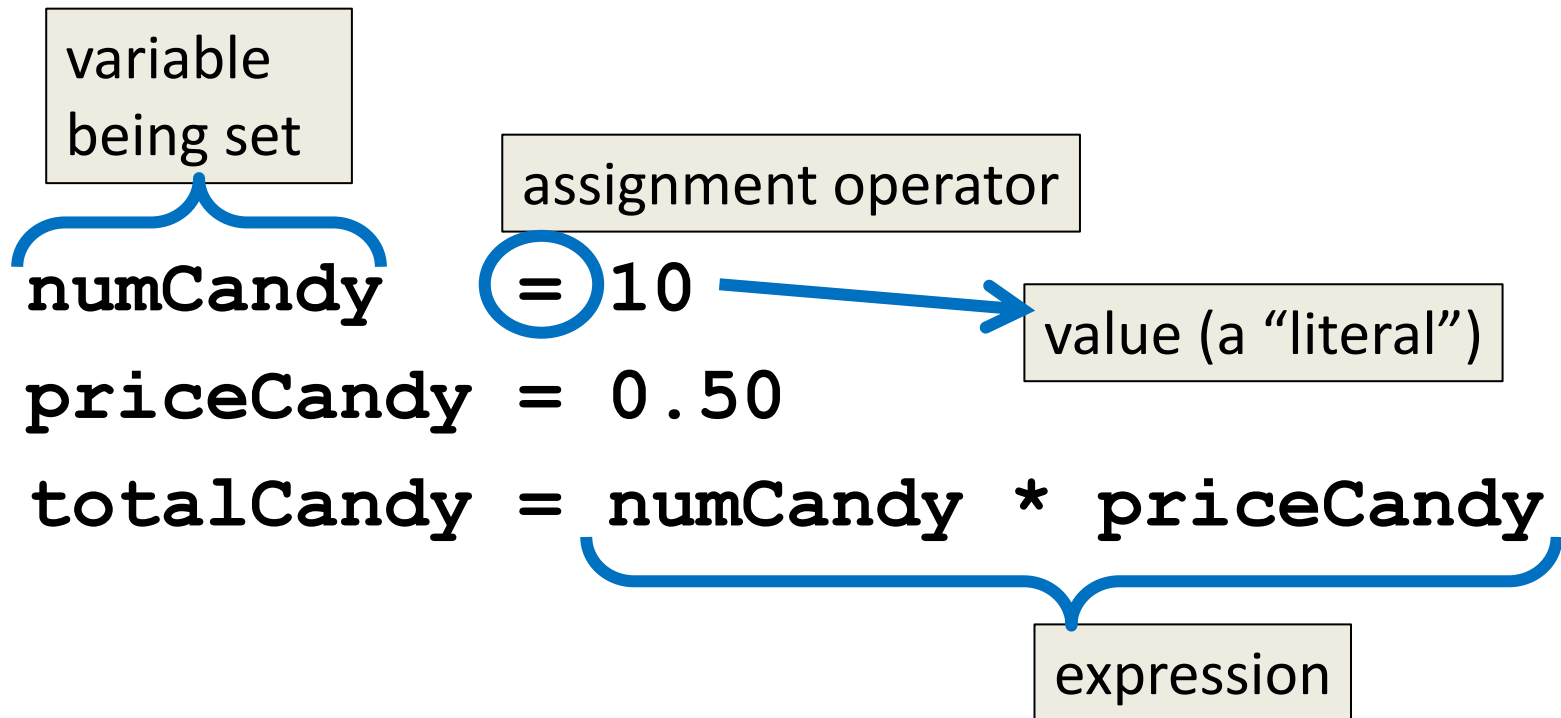 variable
being set
assignment operator
numCandy = 10
value (a “literal”)
priceCandy = 0.50
totalCandy = numCandy * priceCandy
expression